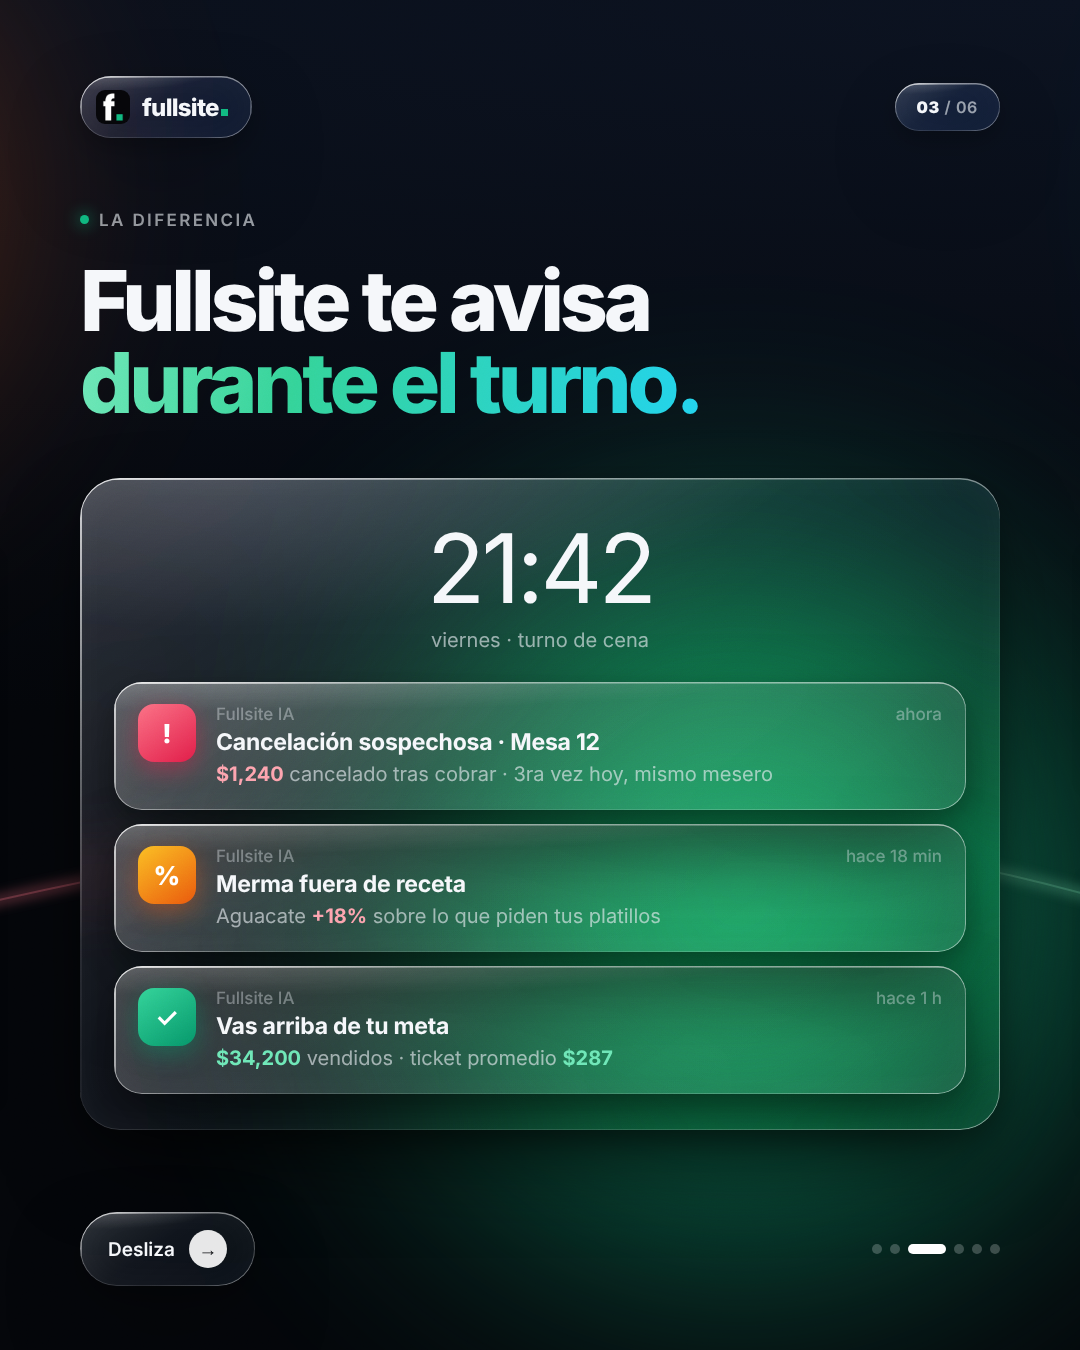 f.
fullsite.
03 / 06
LA DIFERENCIA
Fullsite te avisa
durante el turno.
21:42
viernes · turno de cena
!
Fullsite IA
ahora
Cancelación sospechosa · Mesa 12
$1,240 cancelado tras cobrar · 3ra vez hoy, mismo mesero
%
Fullsite IA
hace 18 min
Merma fuera de receta
Aguacate +18% sobre lo que piden tus platillos
Fullsite IA
hace 1 h
Vas arriba de tu meta
$34,200 vendidos · ticket promedio $287
Desliza →